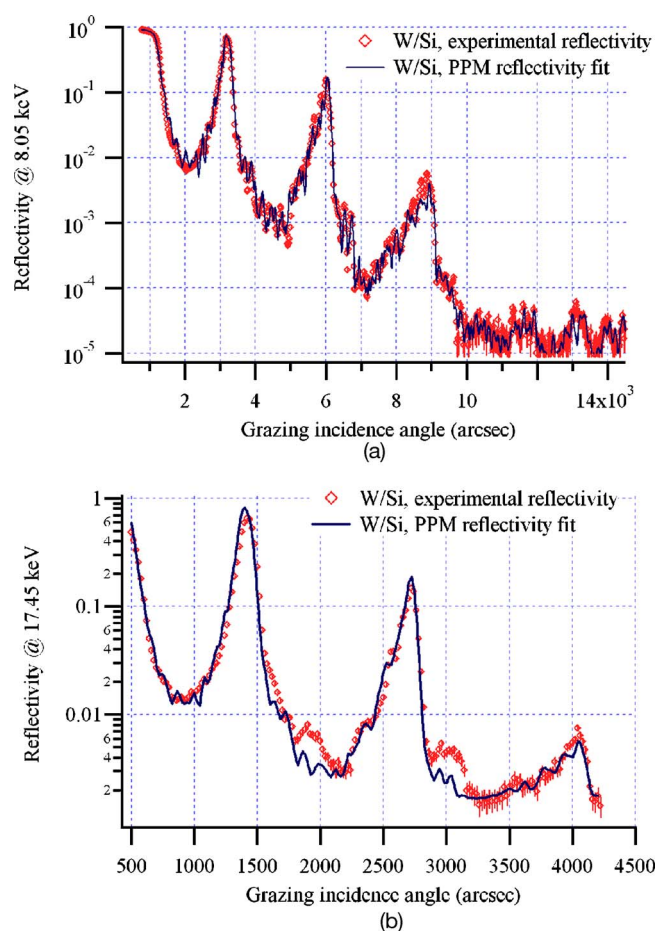 10^0
10^-1
10^-2
10^-3
10^-4
10^-5
Reflectivity @ 8.05 keV
W/Si, experimental reflectivity
W/Si, PPM reflectivity fit
2 4 6 8 10 14x10^3
Grazing incidence angle (arcsec)
(a)
1
6
4
2
0.1
6
4
2
0.01
6
4
2
Reflectivity @ 17.45 keV
W/Si, experimental reflectivity
W/Si, PPM reflectivity fit
500 1000 1500 2000 2500 3000 3500 4000 4500
Grazing incidence angle (arcsec)
(b)